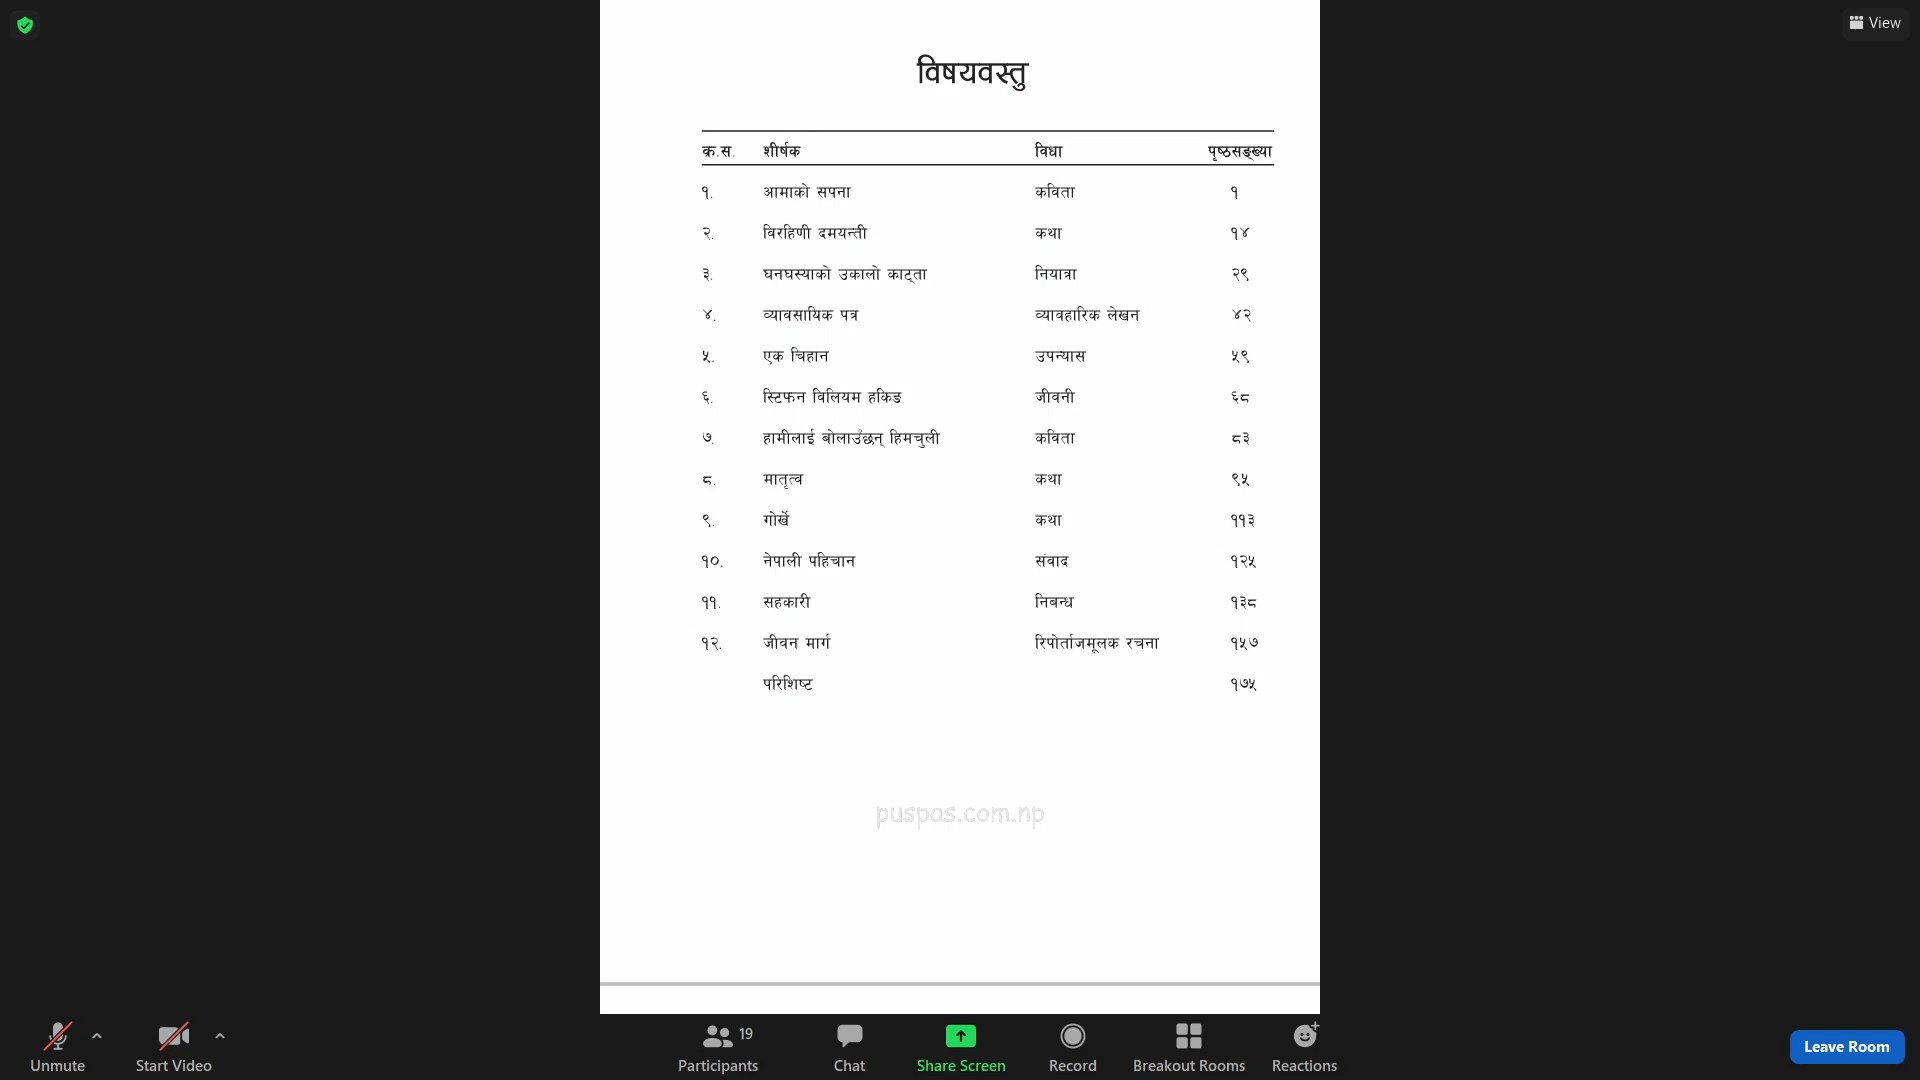 View
विषयवस्तु
क्र.स. शीर्षक विधा पृष्ठसङ्ख्या
१. आमाको सपना कविता १
२. विरहिणी दमयन्ती कथा १४
३. घनघस्याको उकालो काट्ता नियात्रा २९
४. व्यावसायिक पत्र व्यावहारिक लेखन ४२
५. एक चिहान उपन्यास ५९
६. स्टिफन विलियम हकिङ जीवनी ६८
७. हामीलाई बोलाउँछन् हिमचुली कविता ८३
८. मातृत्व कथा ९५
९. गोर्खे कथा ११३
१०. नेपाली पहिचान संवाद १२५
११. सहकारी निबन्ध १३८
१२. जीवन मार्ग रिपोर्ताजमूलक रचना १५७
परिशिष्ट १७५
puspas.com.np
19
Unmute Start Video Participants Chat Share Screen Record Breakout Rooms Reactions Leave Room